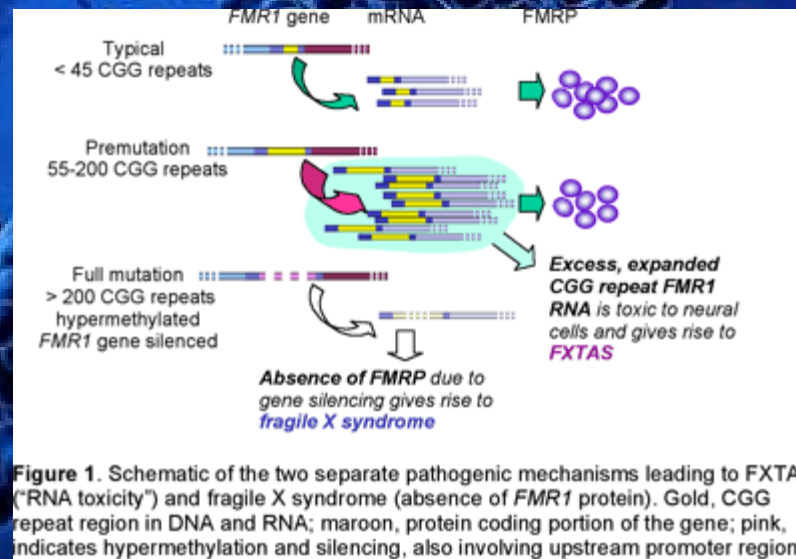 FMR1 gene mRNA FMRP
Typical
< 45 CGG repeats
Premutation
55-200 CGG repeats
Full mutation
> 200 CGG repeats
hypermethylated
FMR1 gene silenced
Excess, expanded
CGG repeat FMR1
RNA is toxic to neural
cells and gives rise to
FXTAS
Absence of FMRP due to
gene silencing gives rise to
fragile X syndrome
Figure 1. Schematic of the two separate pathogenic mechanisms leading to FXTA
("RNA toxicity") and fragile X syndrome (absence of FMR1 protein). Gold, CGG
repeat region in DNA and RNA; maroon, protein coding portion of the gene; pink,
indicates hypermethylation and silencing, also involving upstream promoter region